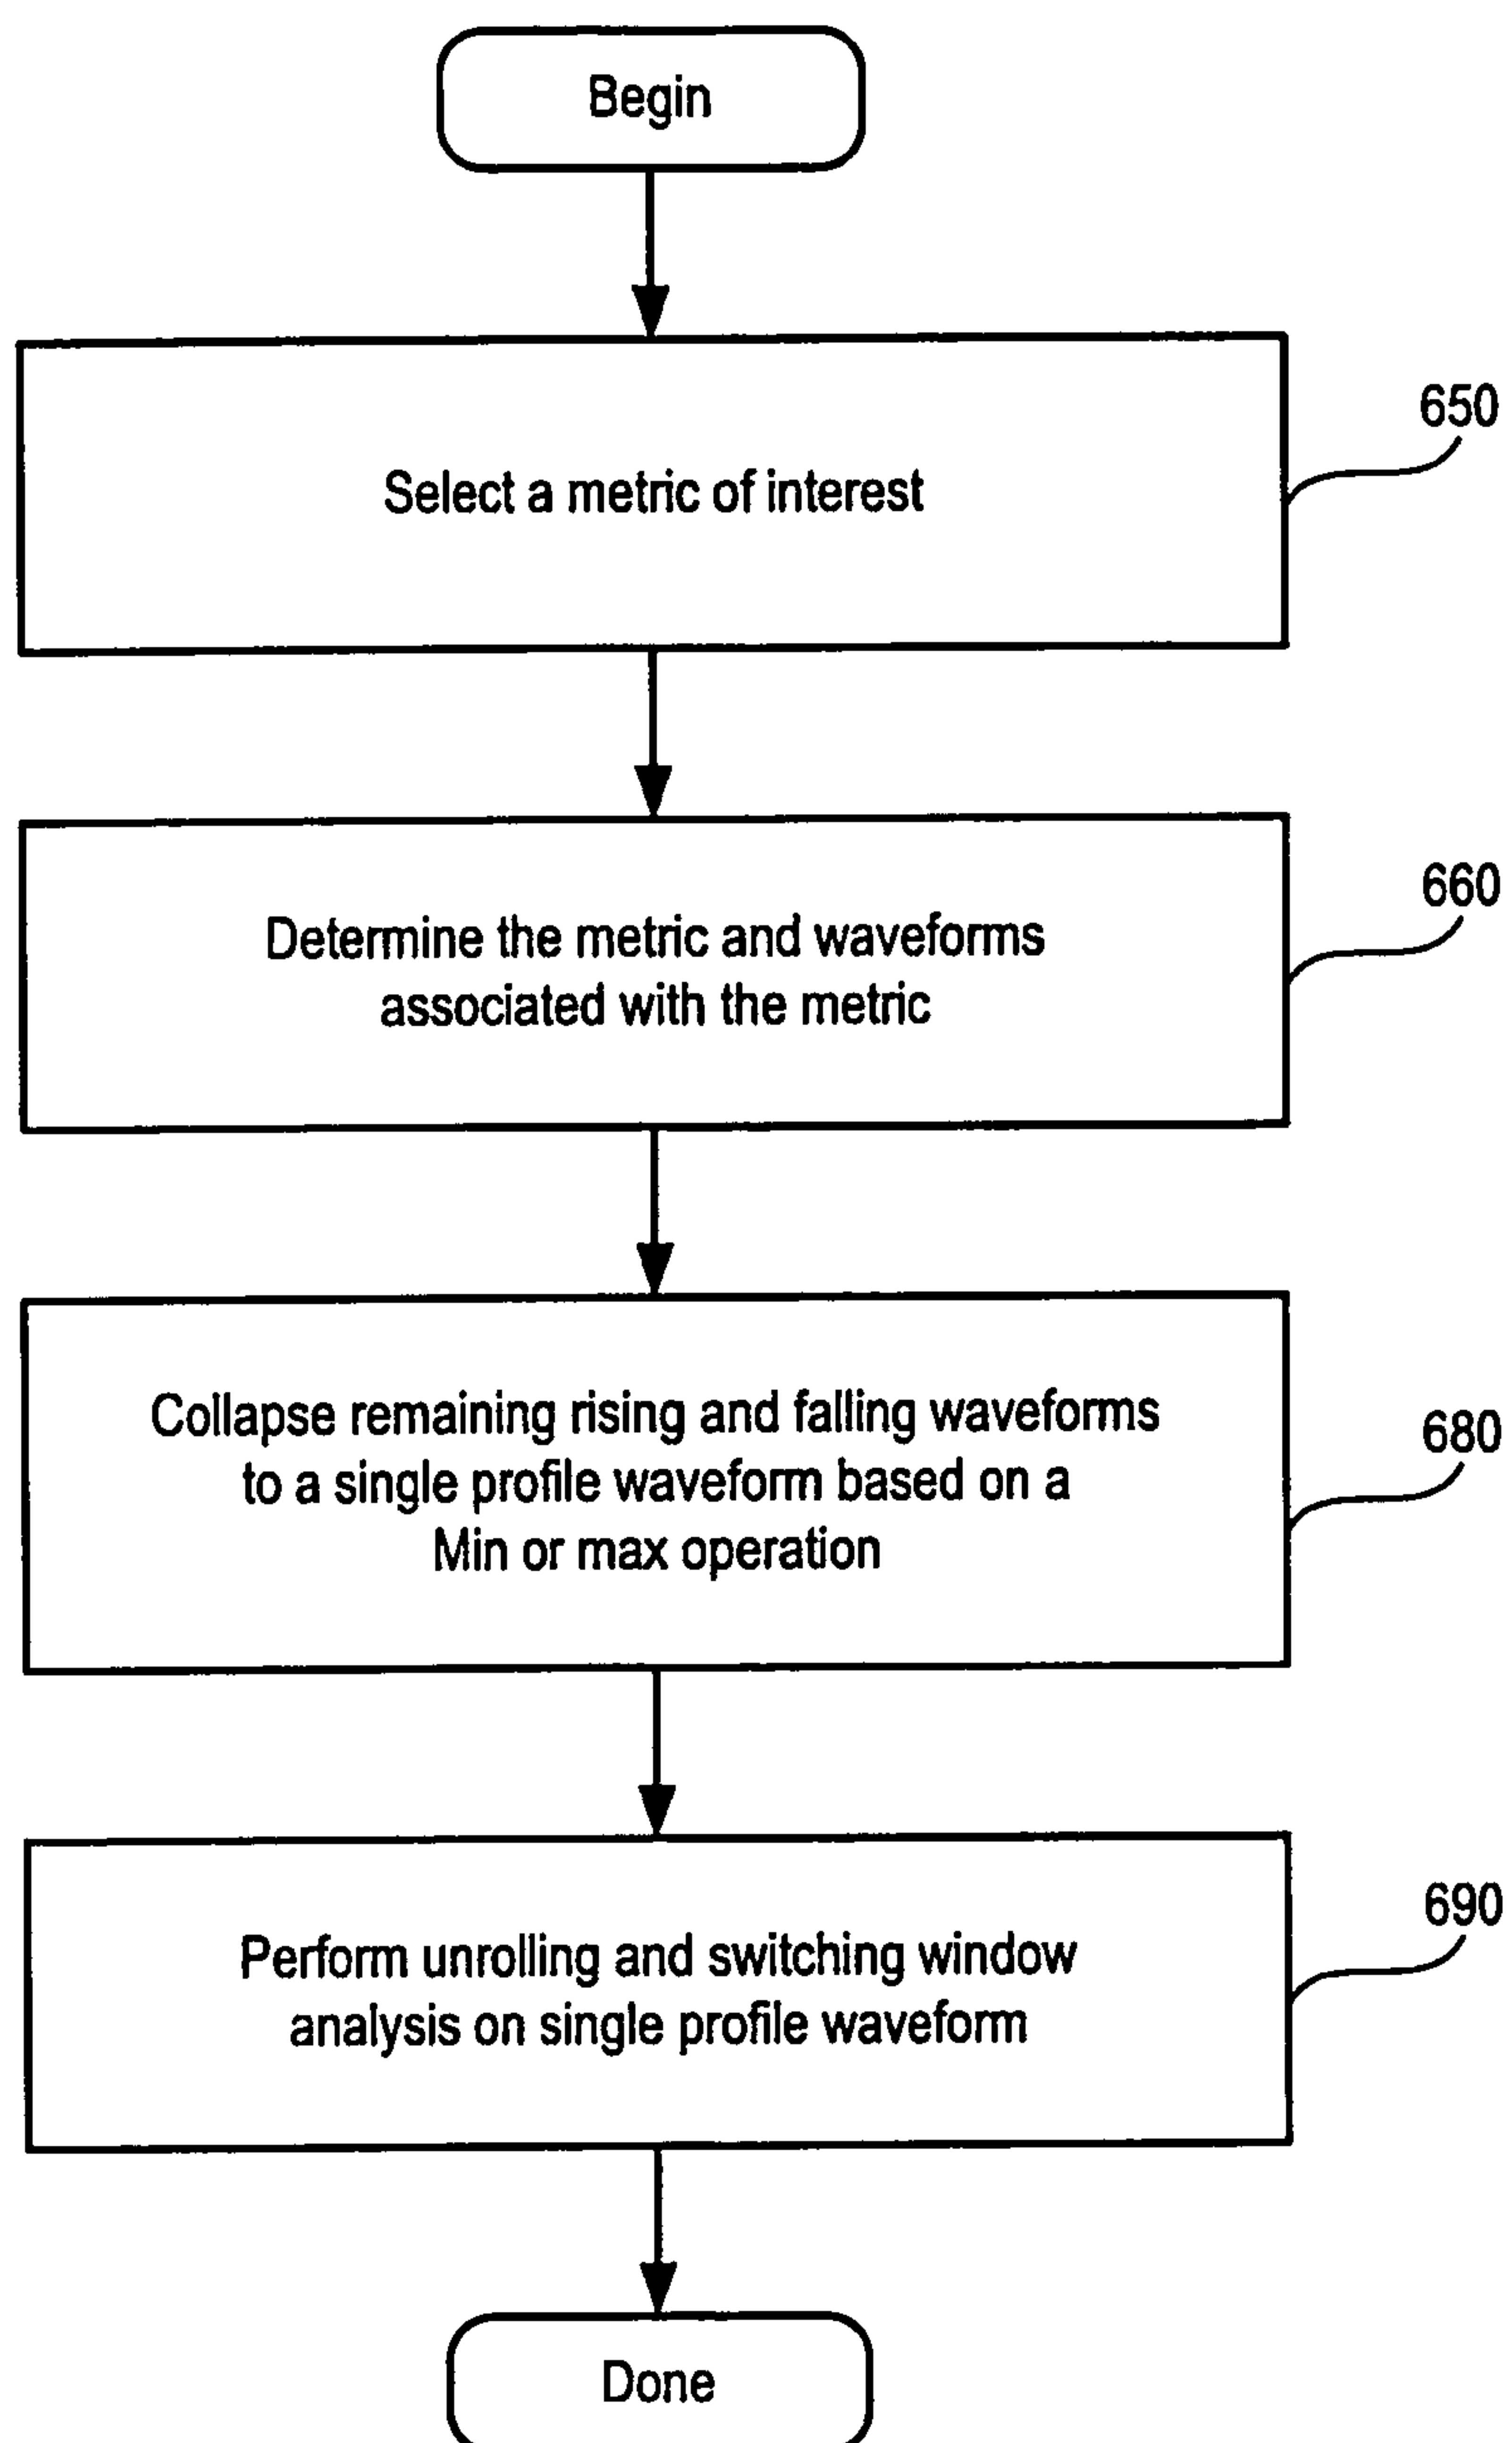 Begin
650
Select a metric of interest
660
Determine the metric and waveforms
associated with the metric
680
Collapse remaining rising and falling waveforms
to a single profile waveform based on a
Min or max operation
690
Perform unrolling and switching window
analysis on single profile waveform
Done